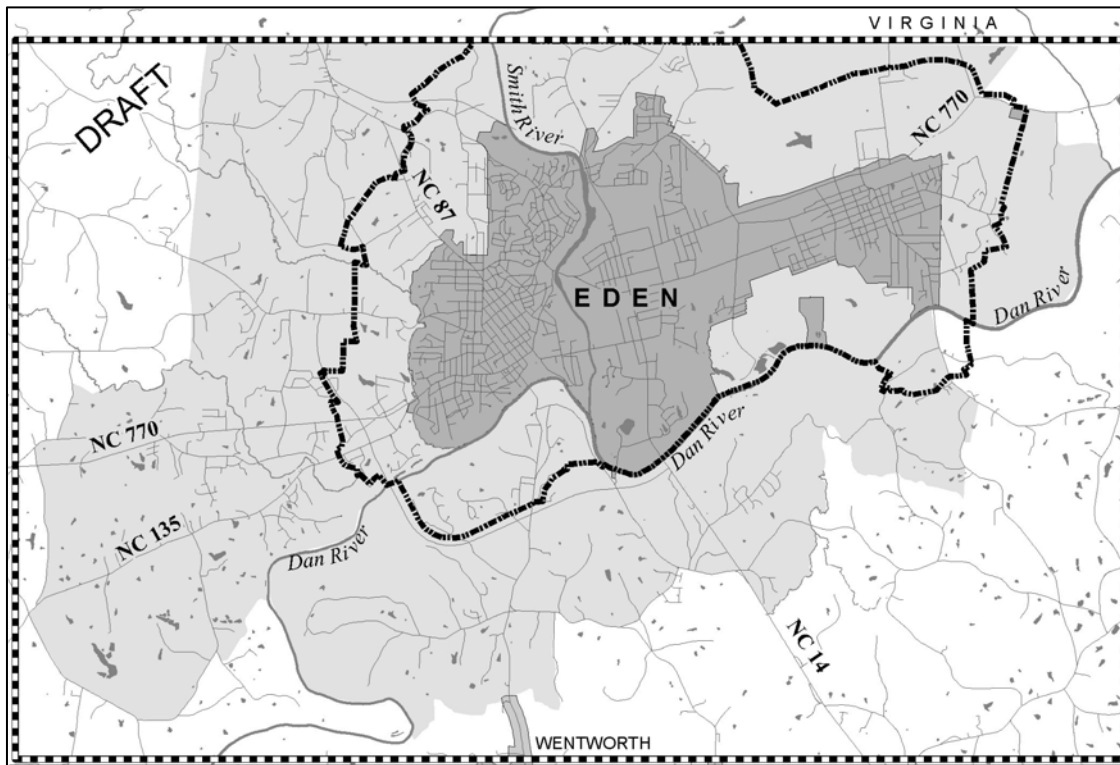 VIRGINIA
DRAFT
Smith River
NC 770
NC 87
EDEN
Dan River
NC 770
Dan River
NC 135
Dan River
NC 14
WENTWORTH